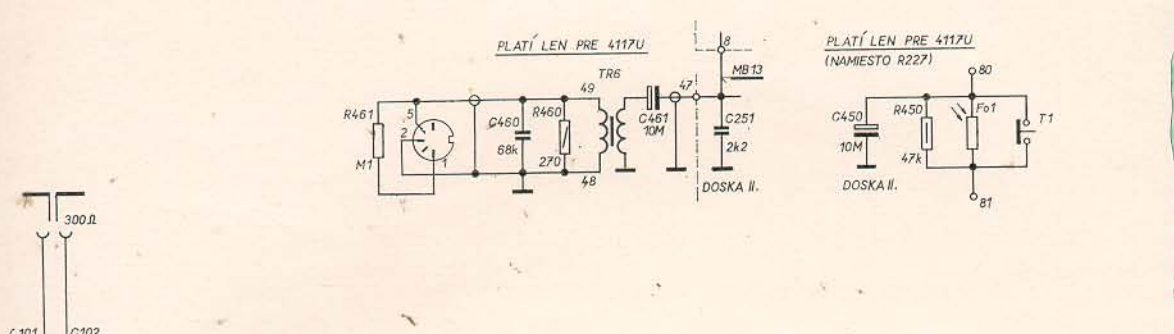 PLATÍ LEN PRE 4117U
8
MB13
TR6
49
47
R461
5
2
1
M1
C460
68k
R460
270
48
C461
10M
C251
2k2
DOSKA II.
PLATÍ LEN PRE 4117U
(NAMIESTO R227)
80
C450
10M
R450
47k
Fo1
T1
DOSKA II.
81
300Ω
C102